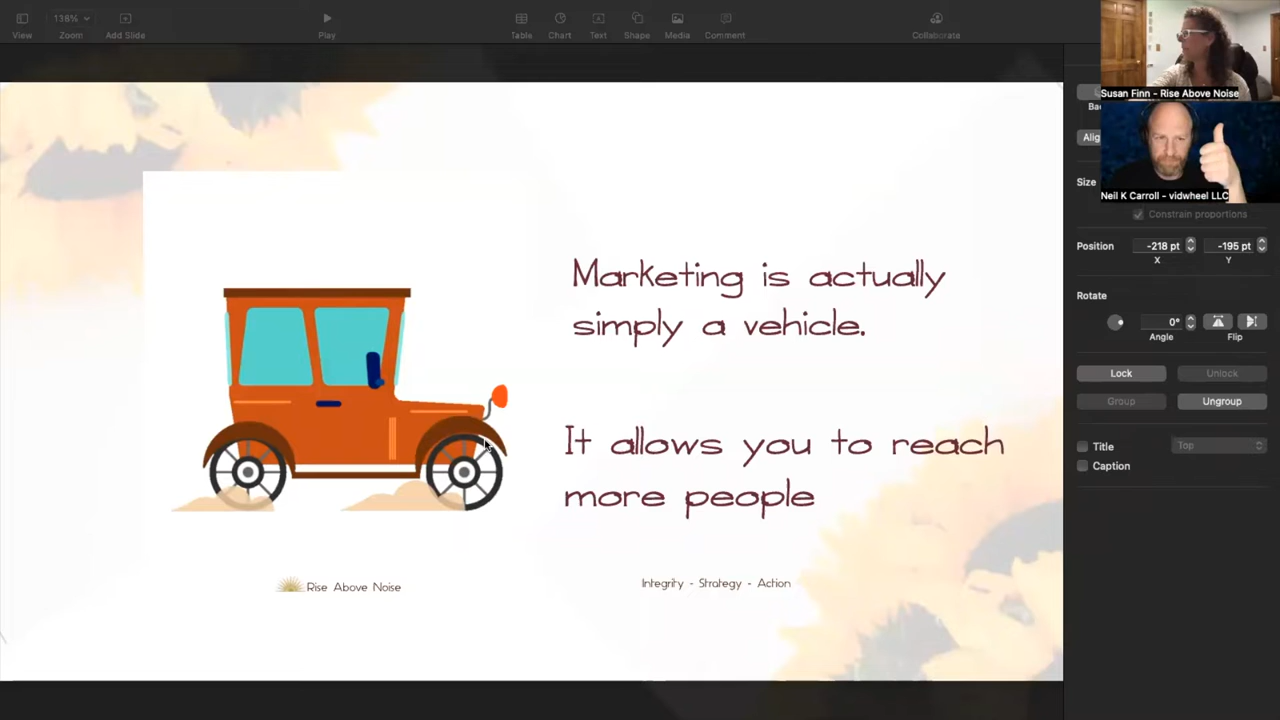 136%
View
Zoom
Add Slide
Play
Table
Chart
Text
Shape
Media
Comment
Collaborate
Susan Finn - Rise Above Noise
Neil K Carroll - vidwheel LLC
Alig
Size
Constrain proportions
Position
-218 pt
-195 pt
X
Y
Rotate
0°
Angle
Flip
Lock
Unlock
Group
Ungroup
Title
Top
Caption
Marketing is actually
simply a vehicle.
It allows you to reach
more people
Rise Above Noise
Integrity - Strategy - Action